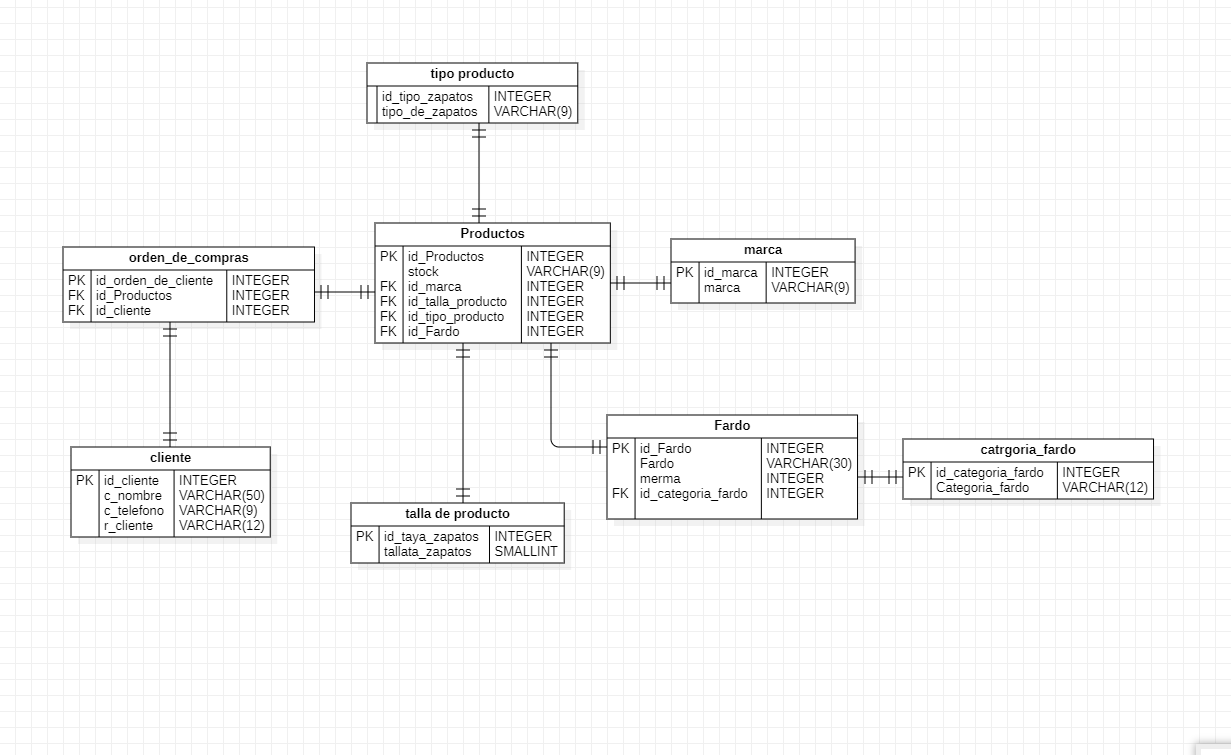 tipo producto
id_tipo_zapatos INTEGER
tipo_de_zapatos VARCHAR(9)
orden_de_compras
PK id_orden_de_cliente INTEGER
FK id_Productos INTEGER
FK id_cliente INTEGER
Productos
PK id_Productos INTEGER
stock VARCHAR(9)
FK id_marca INTEGER
FK id_talla_producto INTEGER
FK id_tipo_producto INTEGER
FK id_Fardo INTEGER
marca
PK id_marca INTEGER
marca VARCHAR(9)
cliente
PK id_cliente INTEGER
c_nombre VARCHAR(50)
c_telefono VARCHAR(9)
r_cliente VARCHAR(12)
talla de producto
PK id_taya_zapatos INTEGER
tallata_zapatos SMALLINT
Fardo
PK id_Fardo INTEGER
Fardo VARCHAR(30)
merma INTEGER
FK id_categoria_fardo INTEGER
catrgoria_fardo
PK id_categoria_fardo INTEGER
Categoria_fardo VARCHAR(12)